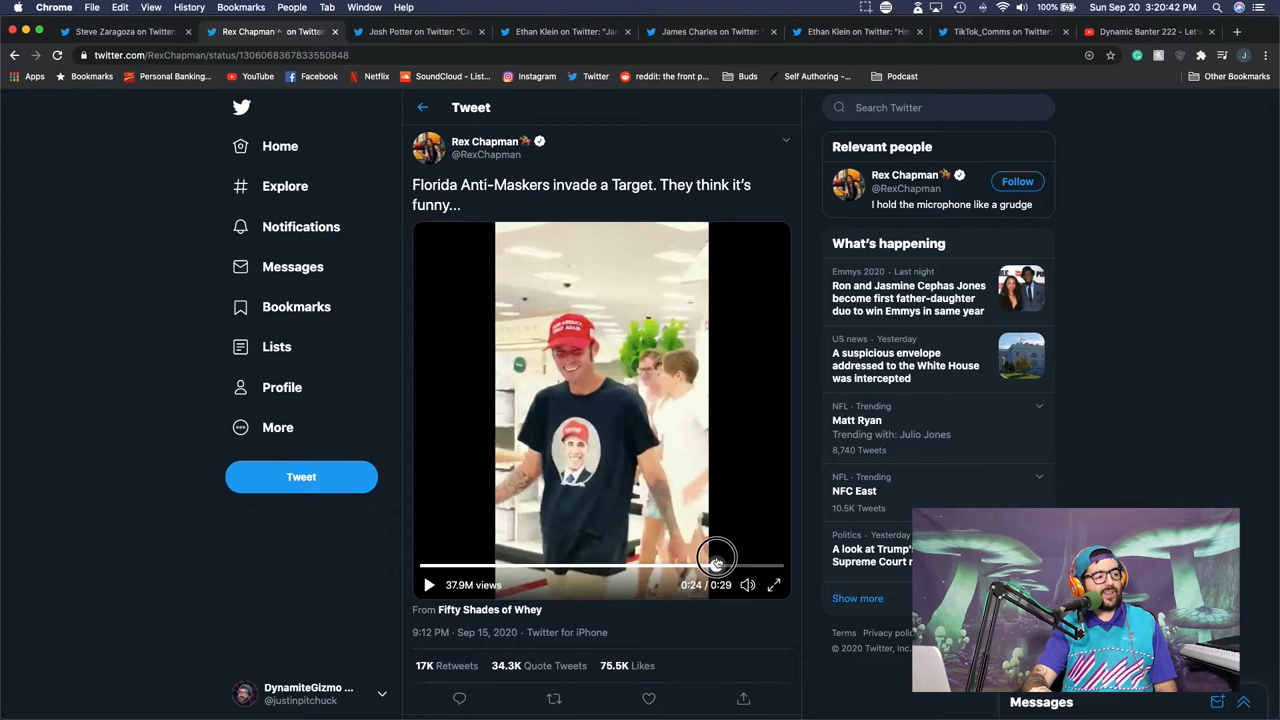 Chrome File Edit View History Bookmarks People Tab Window Help
100% Sun Sep 20 3:20:42 PM
Steve Zaragoza on Twitter:
Rex Chapman on Twitter:
Josh Potter on Twitter: "Ca
Ethan Klein on Twitter: "Jai
James Charles on Twitter: "
Ethan Klein on Twitter: "Hm
TikTok_Comms on Twitter:
Dynamic Banter 222 - Let's
twitter.com/RexChapman/status/1306068367833550848
Apps Bookmarks Personal Banking... YouTube Facebook Netflix SoundCloud - List... Instagram Twitter reddit: the front p... Buds Self Authoring -... Podcast Other Bookmarks
Home
Explore
Notifications
Messages
Bookmarks
Lists
Profile
More
Tweet
DynamiteGizmo ...
@justinpitchuck
Tweet
Rex Chapman
@RexChapman
Florida Anti-Maskers invade a Target. They think it's
funny...
37.9M views
0:24 / 0:29
From Fifty Shades of Whey
9:12 PM · Sep 15, 2020 · Twitter for iPhone
17K Retweets 34.3K Quote Tweets 75.5K Likes
Search Twitter
Relevant people
Rex Chapman
@RexChapman
Follow
I hold the microphone like a grudge
What's happening
Emmys 2020 · Last night
Ron and Jasmine Cephas Jones
become first father-daughter
duo to win Emmys in same year
US news · Yesterday
A suspicious envelope
addressed to the White House
was intercepted
NFL · Trending
Matt Ryan
Trending with: Julio Jones
8,740 Tweets
NFL · Trending
NFC East
10.5K Tweets
Politics · Yesterday
A look at Trump's
Supreme Court
Show more
Terms Privacy polic
© 2020 Twitter, Inc.
Messages